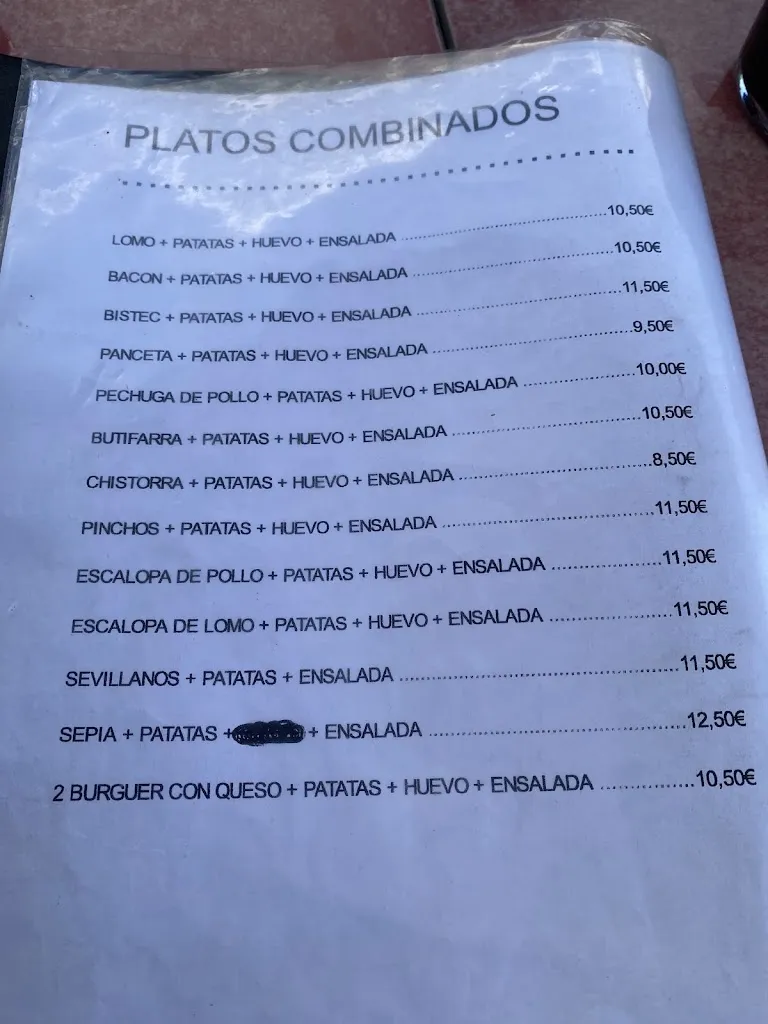 PLATOS COMBINADOS
LOMO + PATATAS + HUEVO + ENSALADA ........................................10,50€
BACON + PATATAS + HUEVO + ENSALADA ........................................10,50€
BISTEC + PATATAS + HUEVO + ENSALADA ........................................11,50€
PANCETA + PATATAS + HUEVO + ENSALADA ........................................9,50€
PECHUGA DE POLLO + PATATAS + HUEVO + ENSALADA ......................10,00€
BUTIFARRA + PATATAS + HUEVO + ENSALADA ......................................10,50€
CHISTORRA + PATATAS + HUEVO + ENSALADA ......................................8,50€
PINCHOS + PATATAS + HUEVO + ENSALADA ..........................................11,50€
ESCALOPA DE POLLO + PATATAS + HUEVO + ENSALADA .....................11,50€
ESCALOPA DE LOMO + PATATAS + HUEVO + ENSALADA .......................11,50€
SEVILLANOS + PATATAS + ENSALADA ....................................................11,50€
SEPIA + PATATAS + + ENSALADA ................................................12,50€
2 BURGUER CON QUESO + PATATAS + HUEVO + ENSALADA ................10,50€